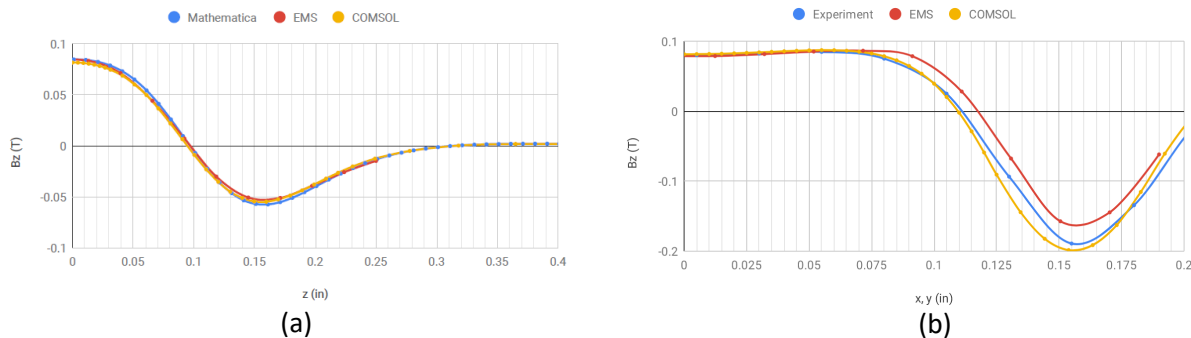 Mathematica EMS COMSOL
0.1
0.05
0
-0.05
-0.1
Bz (T)
0 0.05 0.1 0.15 0.2 0.25 0.3 0.35 0.4
z (in)
(a)
Experiment EMS COMSOL
0.1
0
-0.1
-0.2
Bz (T)
0 0.025 0.05 0.075 0.1 0.125 0.15 0.175 0.2
x, y (in)
(b)